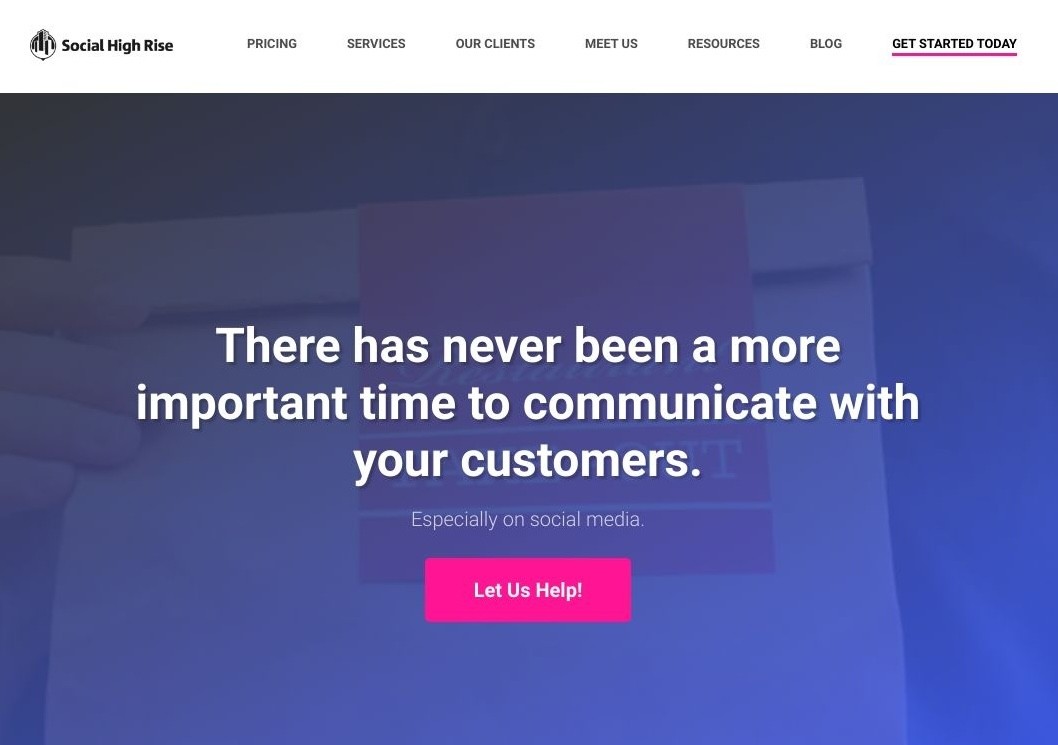 Social High Rise
PRICING
SERVICES
OUR CLIENTS
MEET US
RESOURCES
BLOG
GET STARTED TODAY
There has never been a more
important time to communicate with
your customers.
Especially on social media.
Let Us Help!